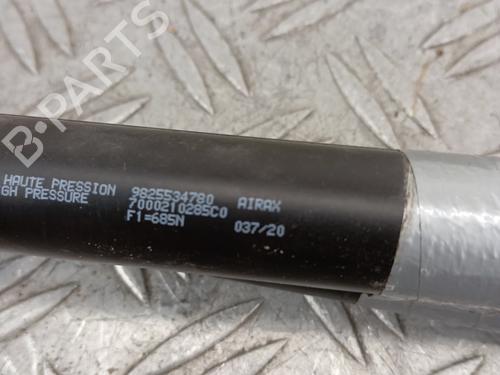 B-PARTS
HAUTE PRESSION 9825534780 AIRAX
GH PRESSURE 7000210285C0
F1=685N 037/20